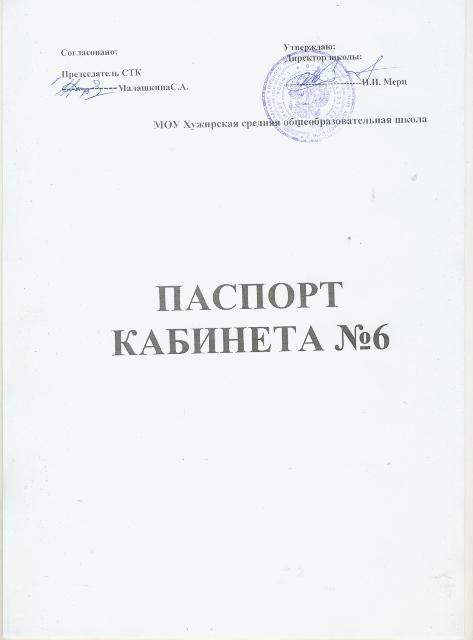 Согласовано:
Утверждаю:
Директор школы:
Председатель СТК
------------МалашкинаС.А.
------------------И.И. Мерц
МОУ Хужирская средняя общеобразовательная школа
ПАСПОРТ
КАБИНЕТА №6